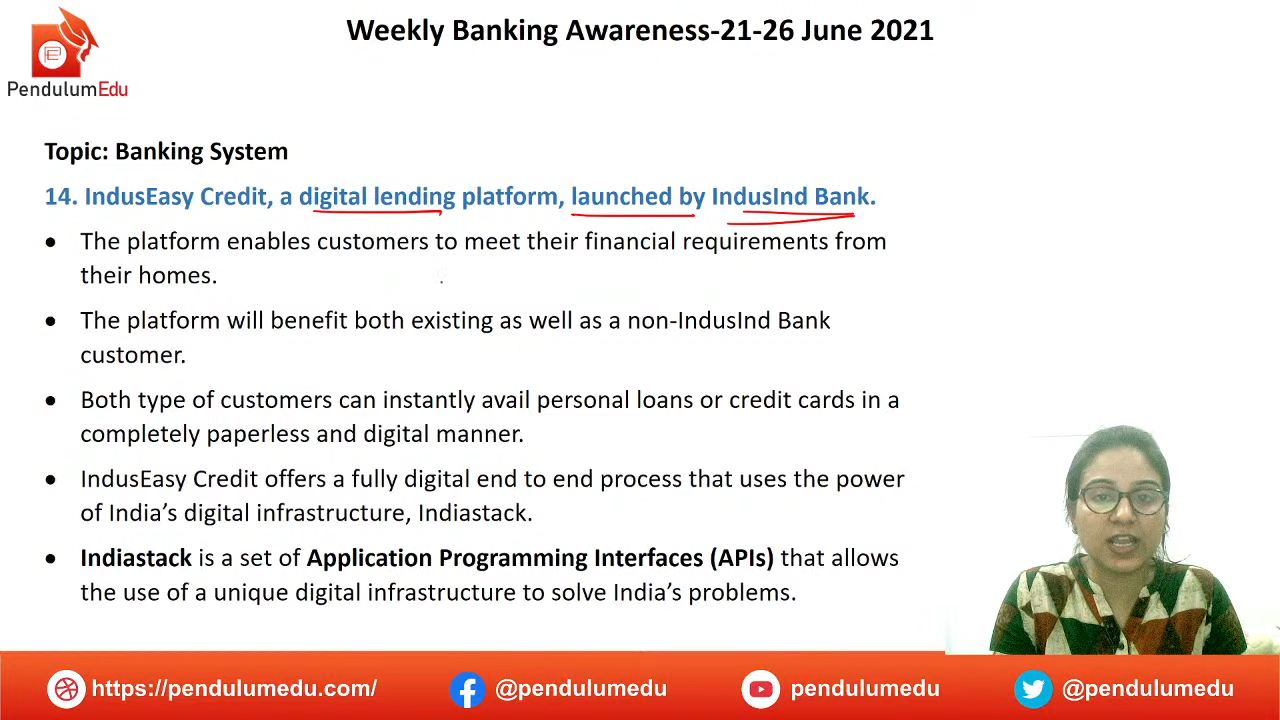 Weekly Banking Awareness-21-26 June 2021
PendulumEdu
Topic: Banking System
14. IndusEasy Credit, a digital lending platform, launched by IndusInd Bank.
• The platform enables customers to meet their financial requirements from
their homes.
• The platform will benefit both existing as well as a non-IndusInd Bank
customer.
• Both type of customers can instantly avail personal loans or credit cards in a
completely paperless and digital manner.
• IndusEasy Credit offers a fully digital end to end process that uses the power
of India's digital infrastructure, Indiastack.
• Indiastack is a set of Application Programming Interfaces (APIs) that allows
the use of a unique digital infrastructure to solve India's problems.
https://pendulumedu.com/ @pendulumedu pendulumedu @pendulumedu